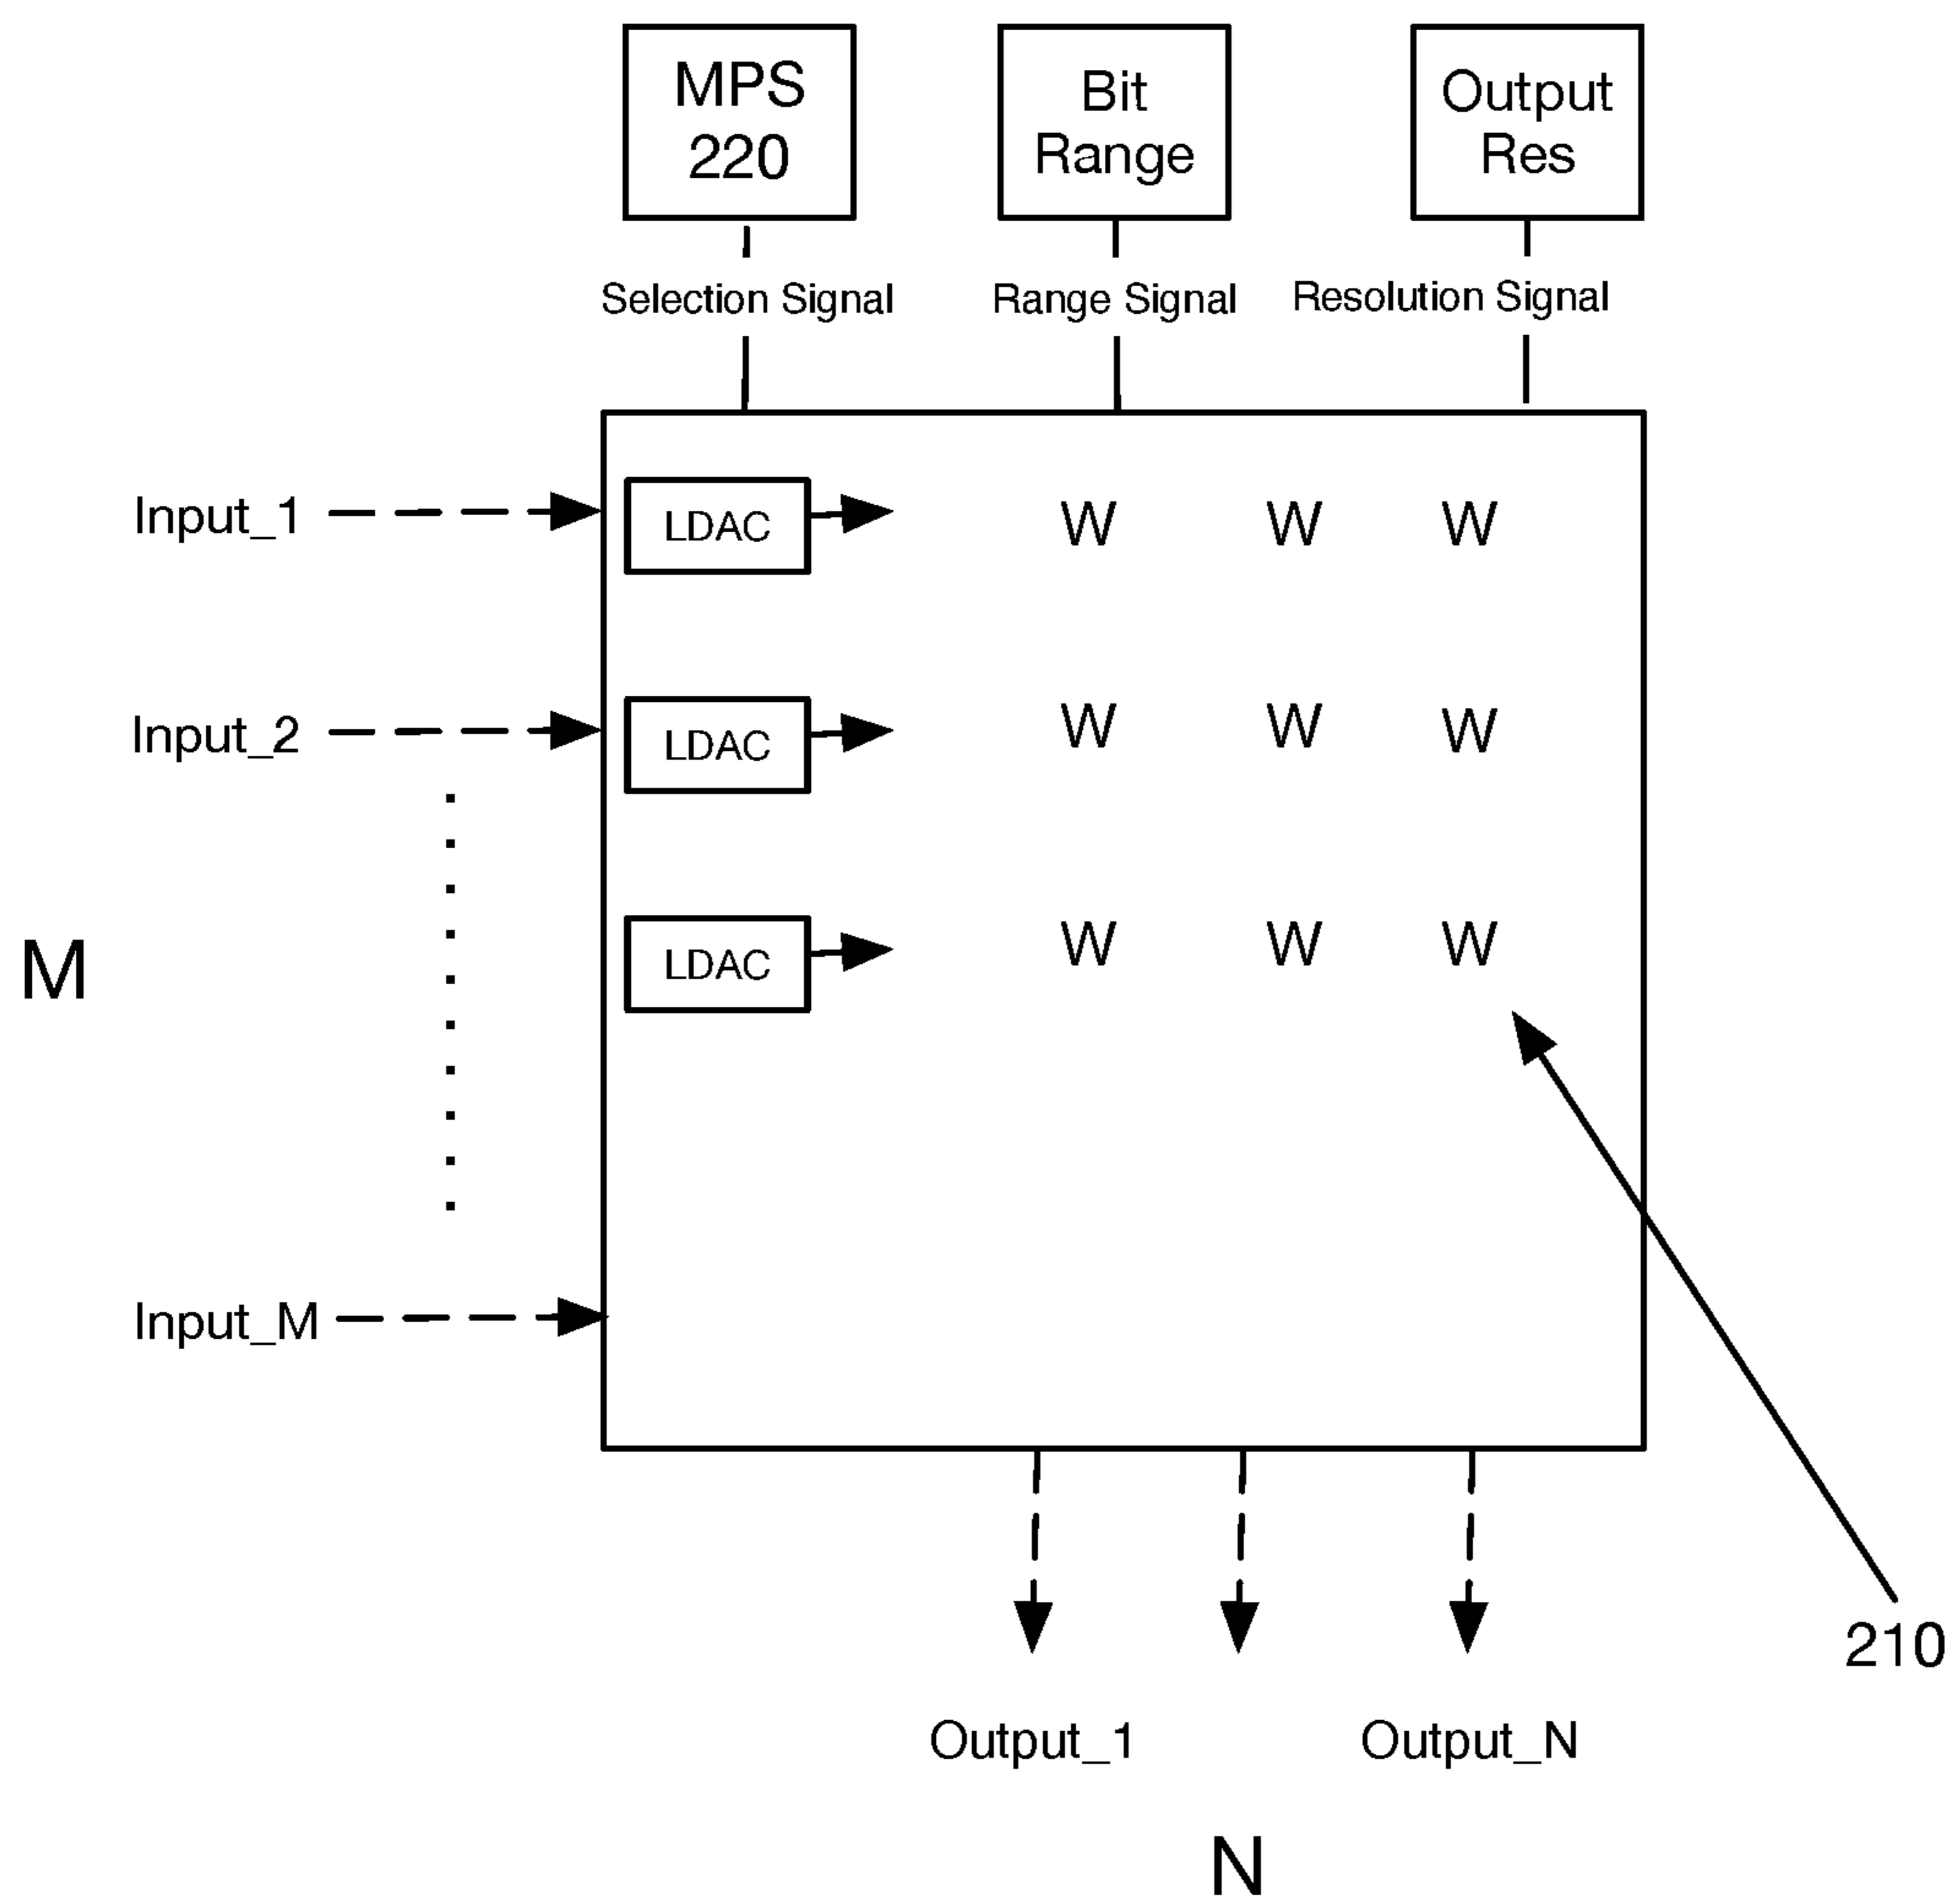 MPS
220
Bit
Range
Output
Res
Selection Signal
Range Signal
Resolution Signal
Input_1
LDAC
W W W
Input_2
LDAC
W W W
M
LDAC
W W W
Input_M
210
Output_1
Output_N
N